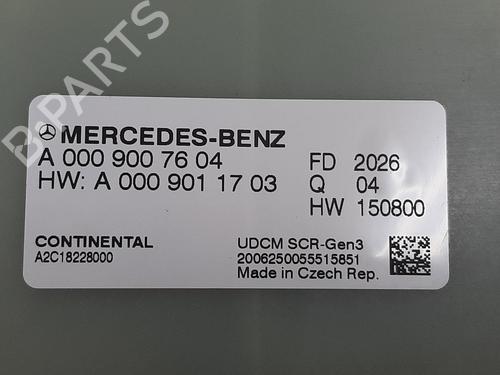 B-PARTS
MERCEDES-BENZ
A 000 900 76 04 FD 2026
HW: A 000 901 17 03 Q 04
HW 150800
CONTINENTAL UDCM SCR-Gen3
A2C18228000 2006250055515851
Made in Czech Rep.